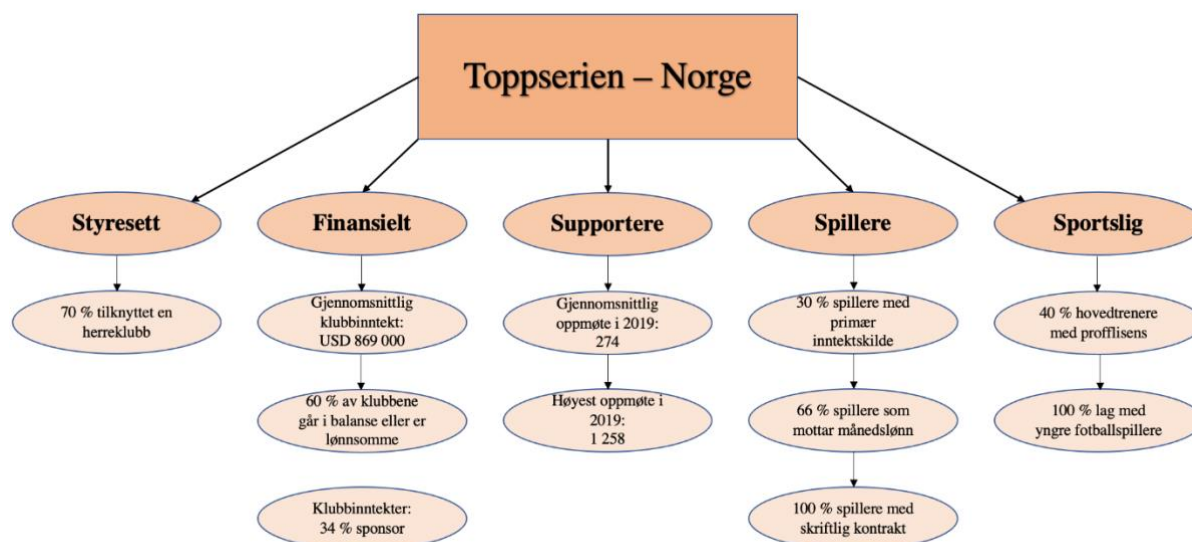 Toppserien – Norge
Styresett
Finansielt
Supportere
Spillere
Sportslig
70 % tilknyttet en
herreklubb
Gjennomsnittlig
klubbinntekt:
USD 869 000
Gjennomsnittlig
oppmøte i 2019:
274
30 % spillere med
primær
inntektskilde
40 % hovedtrenere
med profflisens
60 % av klubbene
går i balanse eller er
lønnsomme
Høyest oppmøte i
2019:
1 258
66 % spillere som
mottar månedslønn
100 % lag med
yngre fotballspillere
Klubbinntekter:
34 % sponsor
100 % spillere med
skriftlig kontrakt